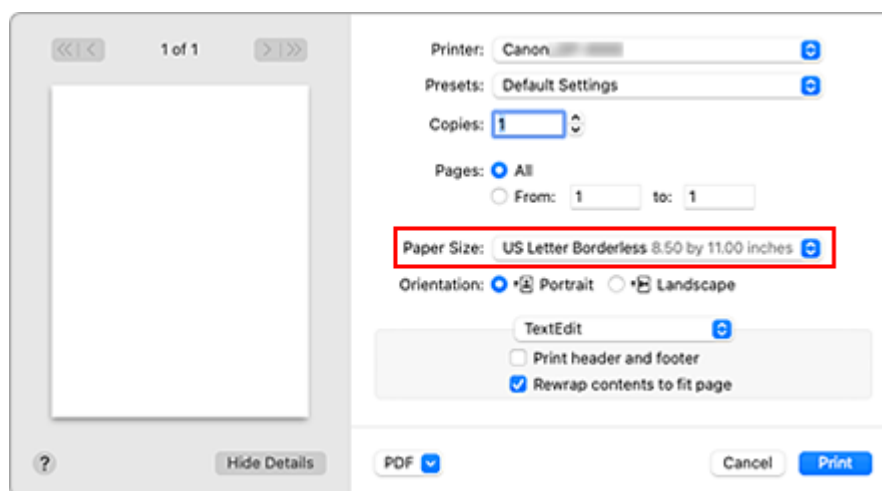 1 of 1
Printer: Canon
Presets: Default Settings
Copies: 1
Pages: All
From: 1 to: 1
Paper Size: US Letter Borderless 8.50 by 11.00 inches
Orientation: Portrait Landscape
TextEdit
Print header and footer
Rewrap contents to fit page
? Hide Details PDF Cancel Print